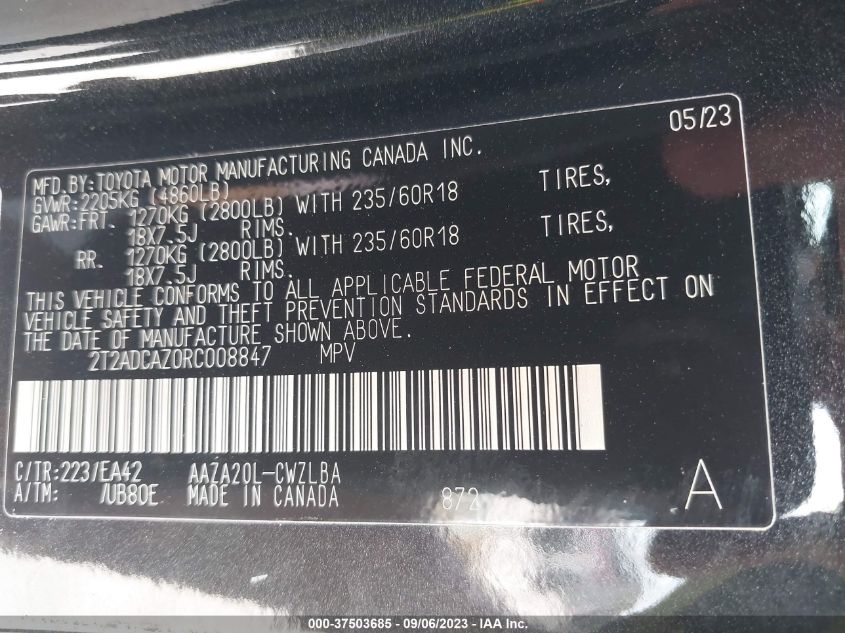 05/23
MFD.BY:TOYOTA MOTOR MANUFACTURING CANADA INC.
GVWR:2205KG (4860LB)
GAWR:FRT. 1270KG (2800LB) WITH 235/60R18 TIRES,
18X7.5J RIMS.
RR. 1270KG (2800LB) WITH 235/60R18 TIRES,
18X7.5J RIMS.
THIS VEHICLE CONFORMS TO ALL APPLICABLE FEDERAL MOTOR
VEHICLE SAFETY AND THEFT PREVENTION STANDARDS IN EFFECT ON
THE DATE OF MANUFACTURE SHOWN ABOVE.
2T2ADCAZ0RC008847 MPV
C/TR:223/EA42 AAZA20L-CWZLBA
A/TM: /UB80E MADE IN CANADA 872 A
000-37503685 - 09/06/2023 - IAA Inc.